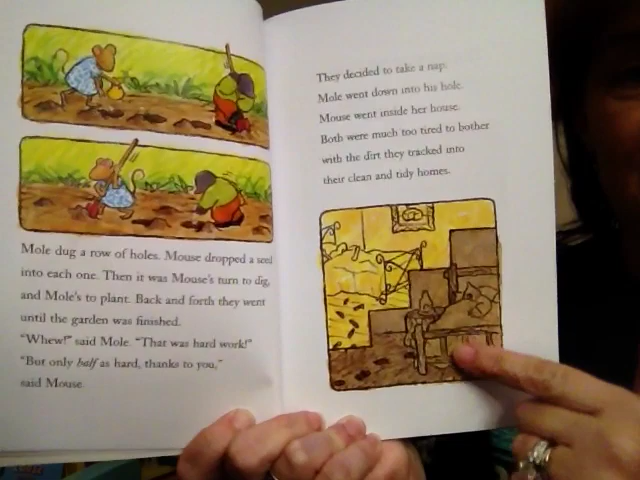 Mole dug a row of holes. Mouse dropped a seed
into each one. Then it was Mouse's turn to dig,
and Mole's to plant. Back and forth they went
until the garden was finished.
"Whew!" said Mole. "That was hard work!"
"But only half as hard, thanks to you,"
said Mouse.
They decided to take a nap.
Mole went down into his hole.
Mouse went inside her house.
Both were much too tired to bother
with the dirt they tracked into
their clean and tidy homes.